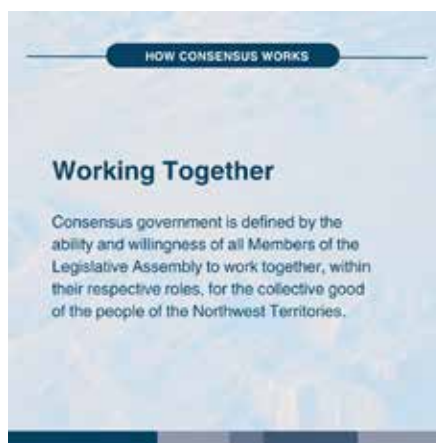 HOW CONSENSUS WORKS
Working Together
Consensus government is defined by the
ability and willingness of all Members of the
Legislative Assembly to work together, within
their respective roles, for the collective good
of the people of the Northwest Territories.